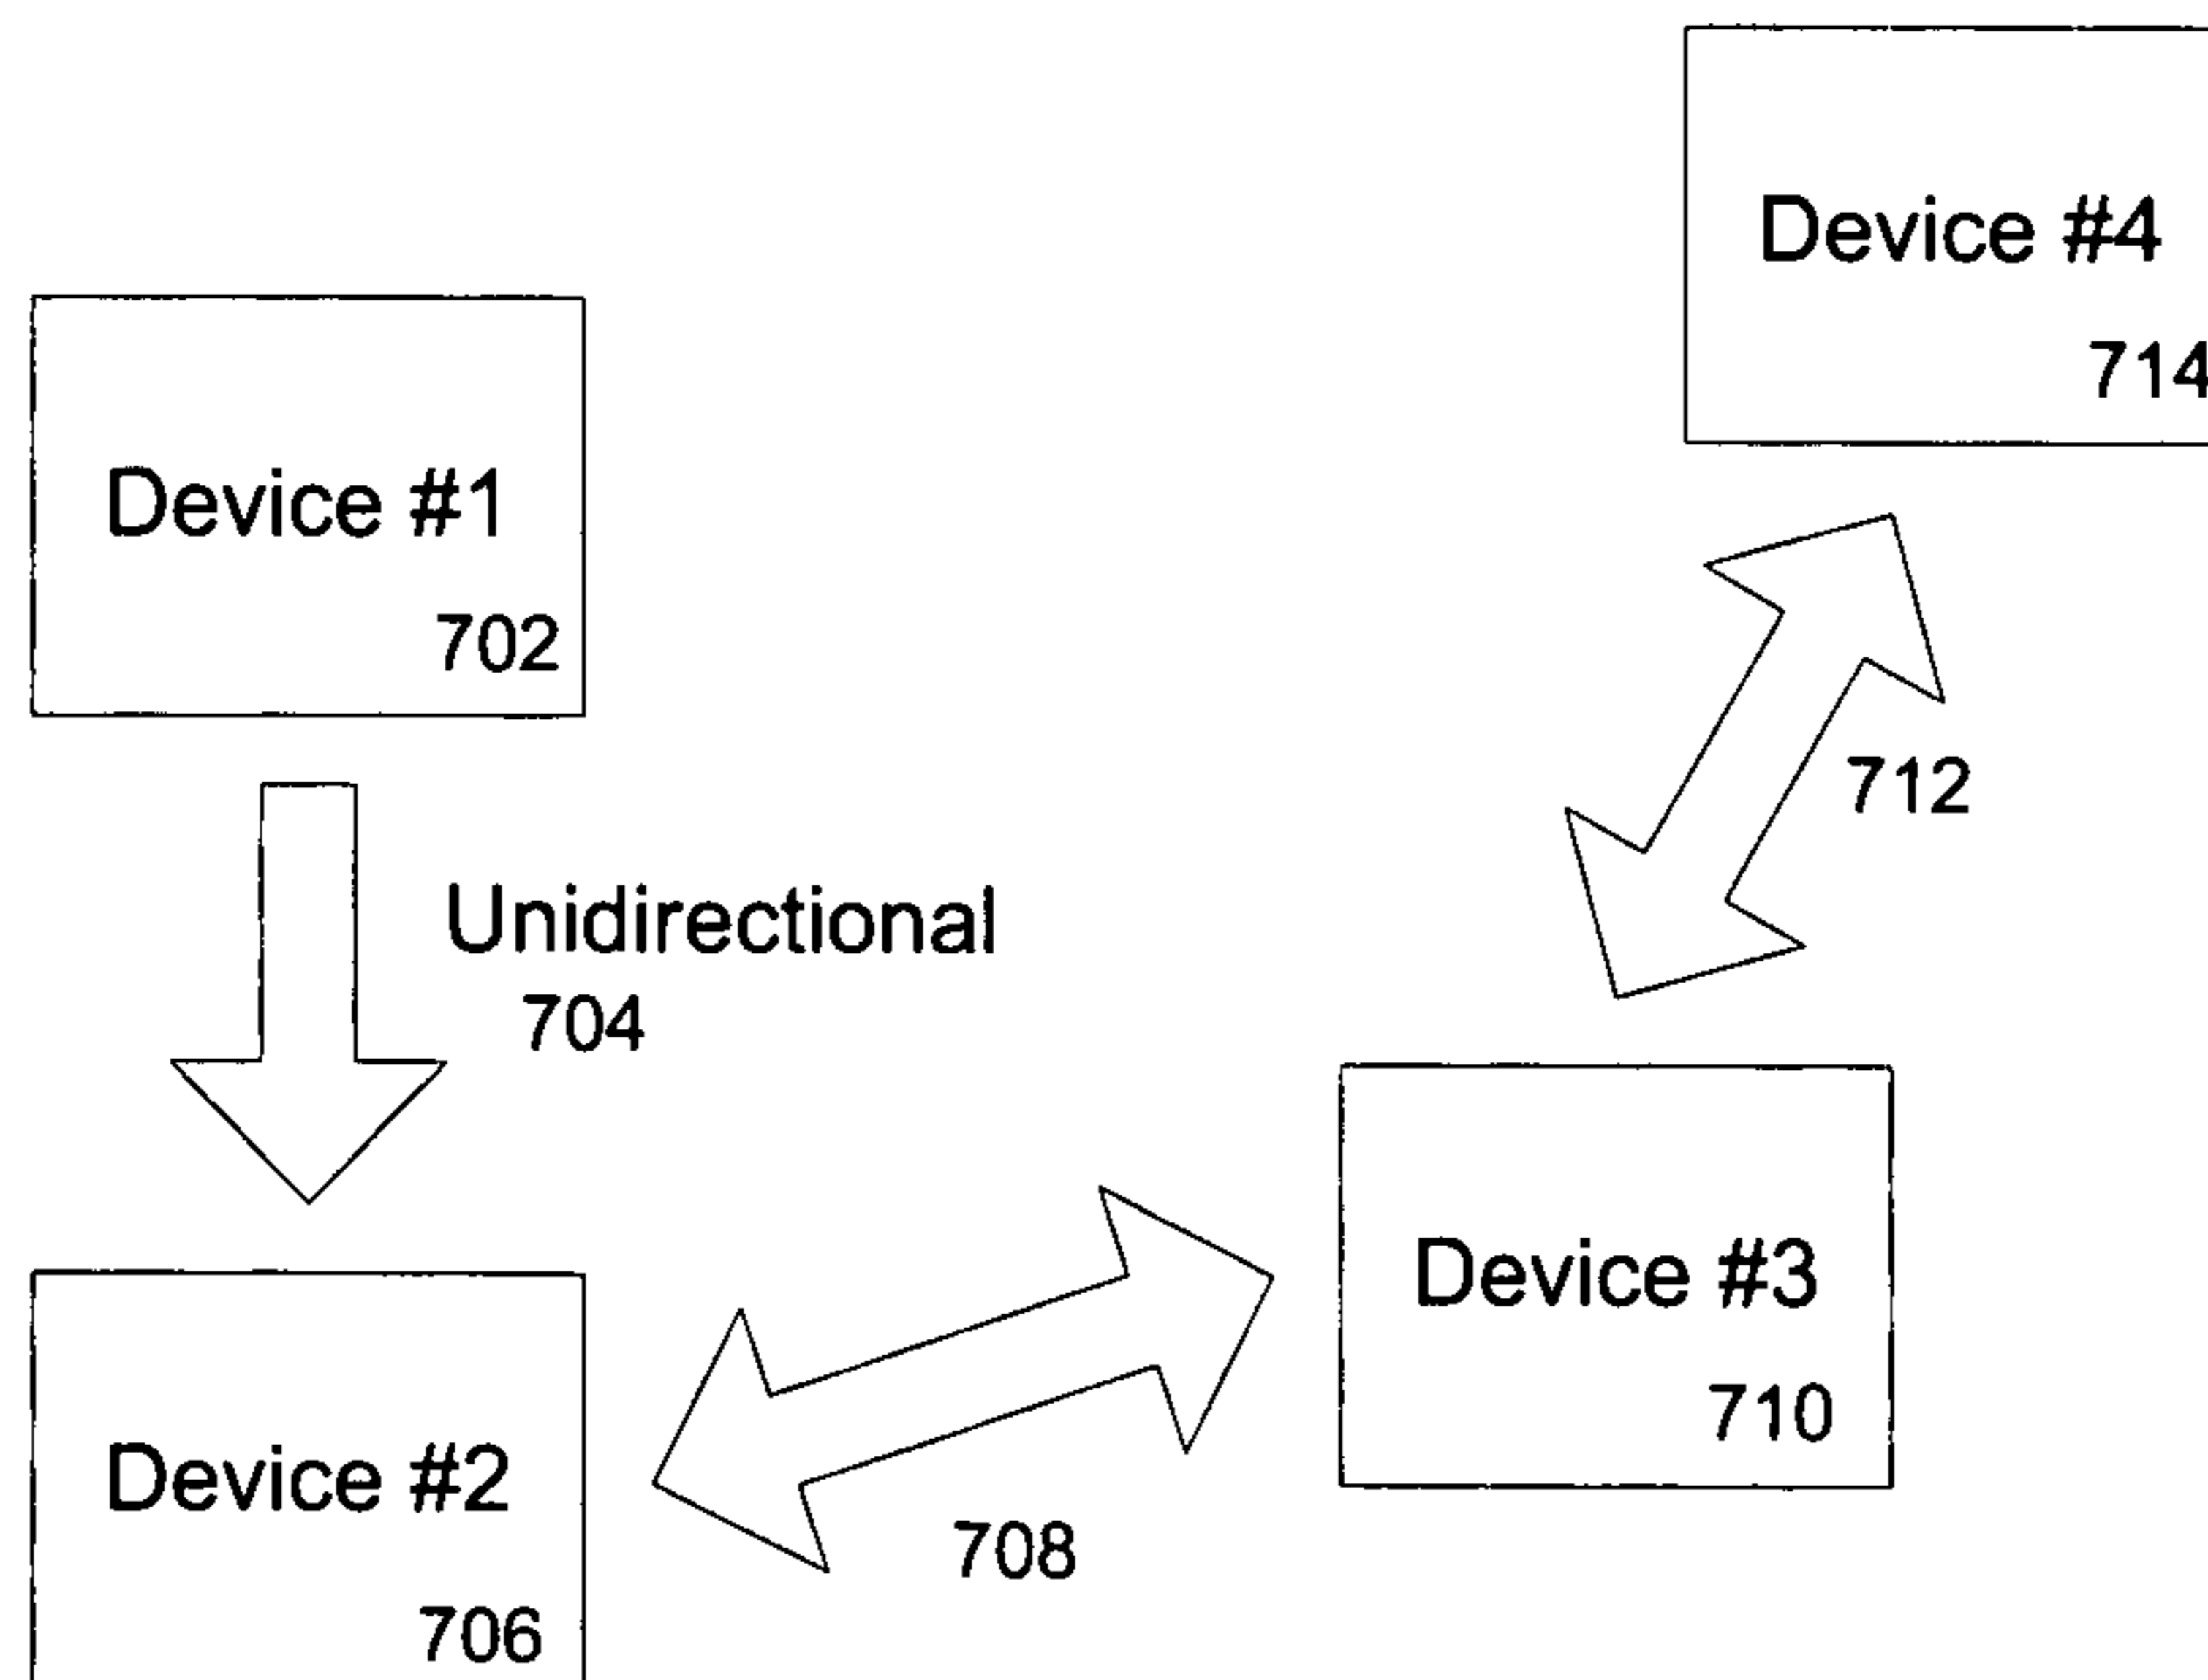 Device #4
714
Device #1
702
712
Unidirectional
704
Device #3
710
Device #2
708
706